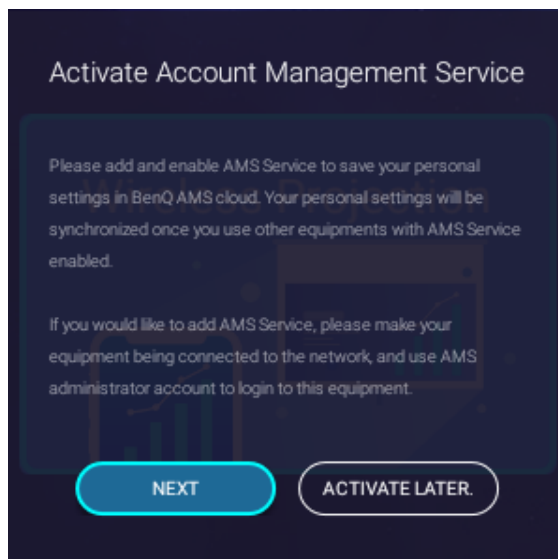 Activate Account Management Service
Wireless Projection
Please add and enable AMS Service to save your personal
settings in BenQ AMS cloud. Your personal settings will be
synchronized once you use other equipments with AMS Service
enabled.
If you would like to add AMS Service, please make your
equipment being connected to the network, and use AMS
administrator account to login to this equipment.
NEXT
ACTIVATE LATER.